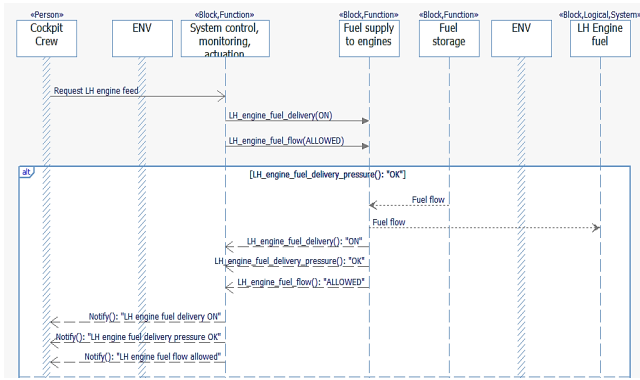 «Person»
Cockpit
Crew
ENV
«Block,Function»
System control,
monitoring,
actuation
«Block,Function»
Fuel supply
to engines
«Block,Function»
Fuel
storage
ENV
«Block,Logical,System»
LH Engine
fuel
Request LH engine feed
LH_engine_fuel_delivery(ON)
LH_engine_fuel_flow(ALLOWED)
alt
[LH_engine_fuel_delivery_pressure(): "OK"]
Fuel flow
Fuel flow
LH_engine_fuel_delivery(): "ON"
LH_engine_fuel_delivery_pressure(): "OK"
LH_engine_fuel_flow(): "ALLOWED"
Notify(): "LH engine fuel delivery ON"
Notify(): "LH engine fuel delivery pressure OK"
Notify(): "LH engine fuel flow allowed"